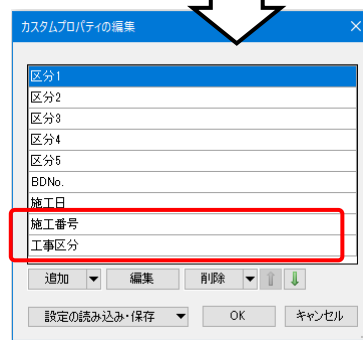 カスタムプロパティの編集
区分1
区分2
区分3
区分4
区分5
BDNo.
施工日
施工番号
工事区分
追加 編集 削除
設定の読み込み・保存 OK キャンセル